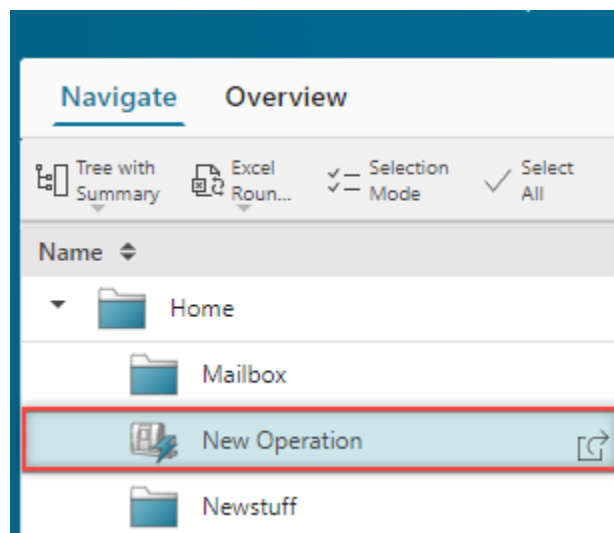 Navigate Overview
Tree with Excel Selection Select
Summary Roun... Mode All
Name
Home
Mailbox
New Operation
Newstuff